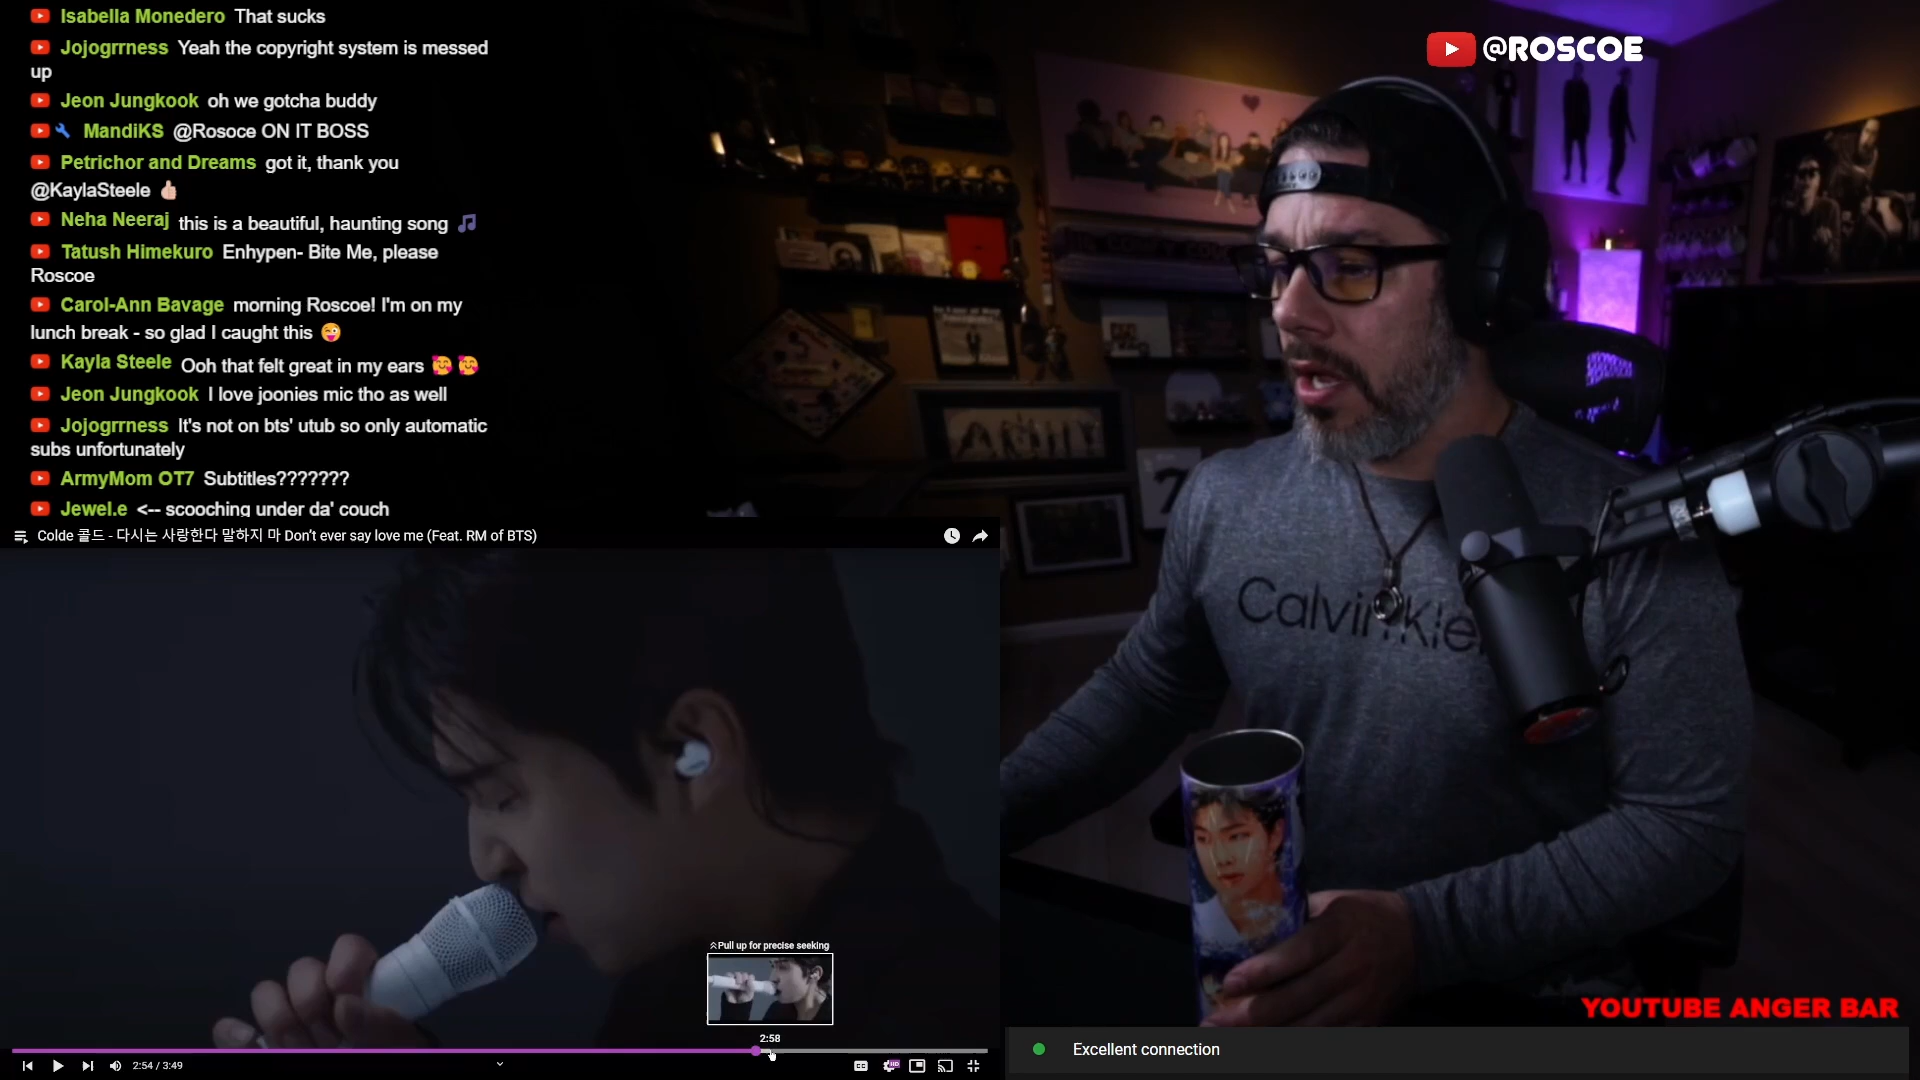 Isabella Monedero That sucks
Jojogrrness Yeah the copyright system is messed
up
Jeon Jungkook oh we gotcha buddy
MandiKS @Rosoce ON IT BOSS
Petrichor and Dreams got it, thank you
@KaylaSteele 👍🏻
Neha Neeraj this is a beautiful, haunting song 🎵
Tatush Himekuro Enhypen- Bite Me, please
Roscoe
Carol-Ann Bavage morning Roscoe! I'm on my
lunch break - so glad I caught this 😜
Kayla Steele Ooh that felt great in my ears 🥰 🥰
Jeon Jungkook I love joonies mic tho as well
Jojogrrness It's not on bts' utub so only automatic
subs unfortunately
ArmyMom OT7 Subtitles???????
Jewel.e <-- scooching under da' couch
Colde 콜드 - 다시는 사랑한다 말하지 마 Don't ever say love me (Feat. RM of BTS)
Pull up for precise seeking
2:58
2:54 / 3:49
CC
HD
@ROSCOE
Calvin Kle
7
YOUTUBE ANGER BAR
Excellent connection